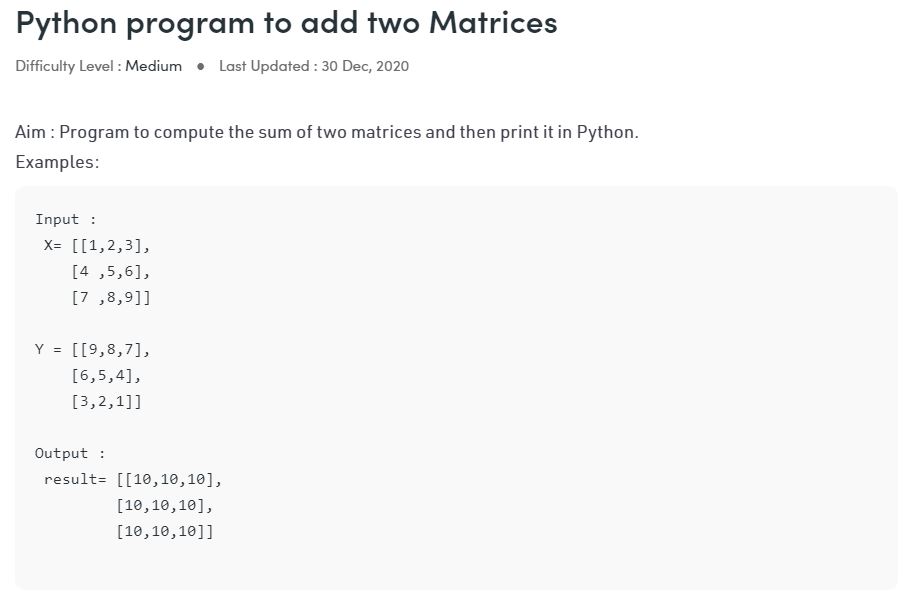 Python program to add two Matrices
Difficulty Level : Medium ● Last Updated : 30 Dec, 2020
Aim : Program to compute the sum of two matrices and then print it in Python.
Examples:
Input :
X= [[1,2,3],
[4 ,5,6],
[7 ,8,9]]
Y = [[9,8,7],
[6,5,4],
[3,2,1]]
Output :
result= [[10,10,10],
[10,10,10],
[10,10,10]]